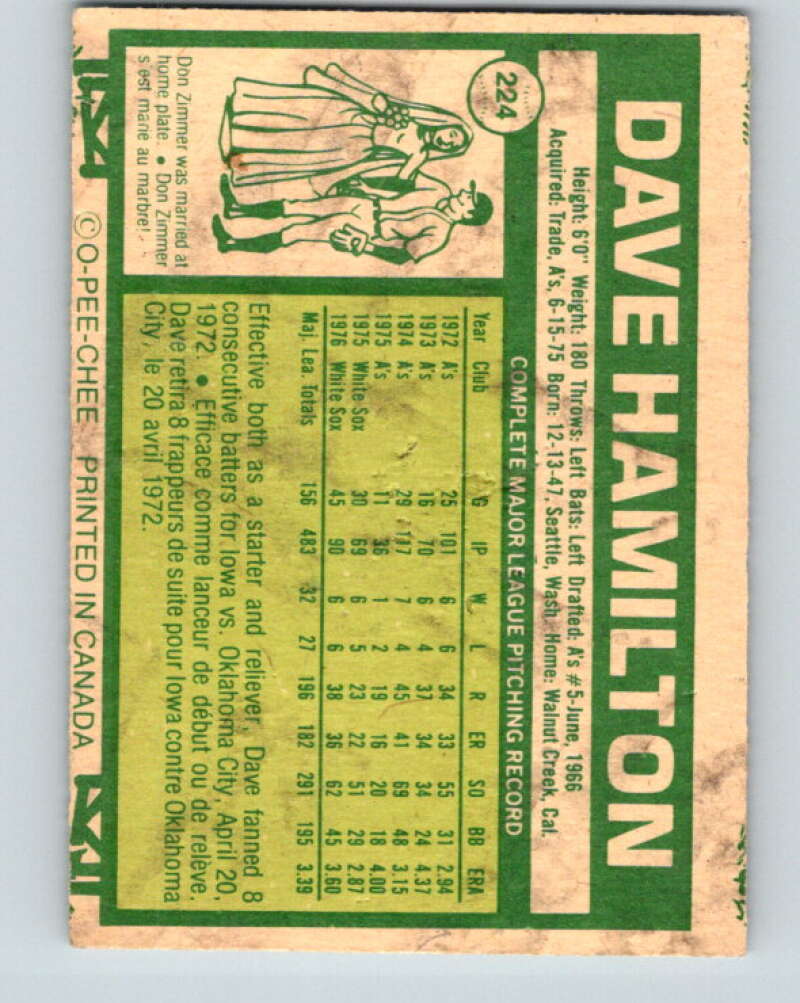 224
DAVE HAMILTON
Height: 6'0" Weight: 180 Throws: Left Bats: Left Drafted: A's #5-June, 1966
Acquired: Trade, A's, 6-15-75 Born: 12-13-47, Seattle, Wash. Home: Walnut Creek, Cal.
COMPLETE MAJOR LEAGUE PITCHING RECORD
Year Club G IP W L R ER SO BB ERA
1972 A's 25 101 6 6 34 33 55 31 2.94
1973 A's 16 70 6 4 37 34 34 24 4.37
1974 A's 29 117 7 4 45 41 69 48 3.15
1975 A's 11 36 1 2 19 16 20 18 4.00
1975 White Sox 30 69 6 5 23 22 51 29 2.87
1976 White Sox 45 90 6 6 38 36 62 45 3.60
Maj. Lea. Totals 156 483 32 27 196 182 291 195 3.39
Effective both as a starter and reliever, Dave fanned 8
consecutive batters for Iowa vs. Oklahoma City, April 20,
1972. • Efficace comme lanceur de début ou de relève,
Dave retira 8 frappeurs de suite pour Iowa contre Oklahoma
City, le 20 avril 1972.
Don Zimmer was married at
home plate. • Don Zimmer
s'est marié au marbre!
© O-PEE-CHEE PRINTED IN CANADA